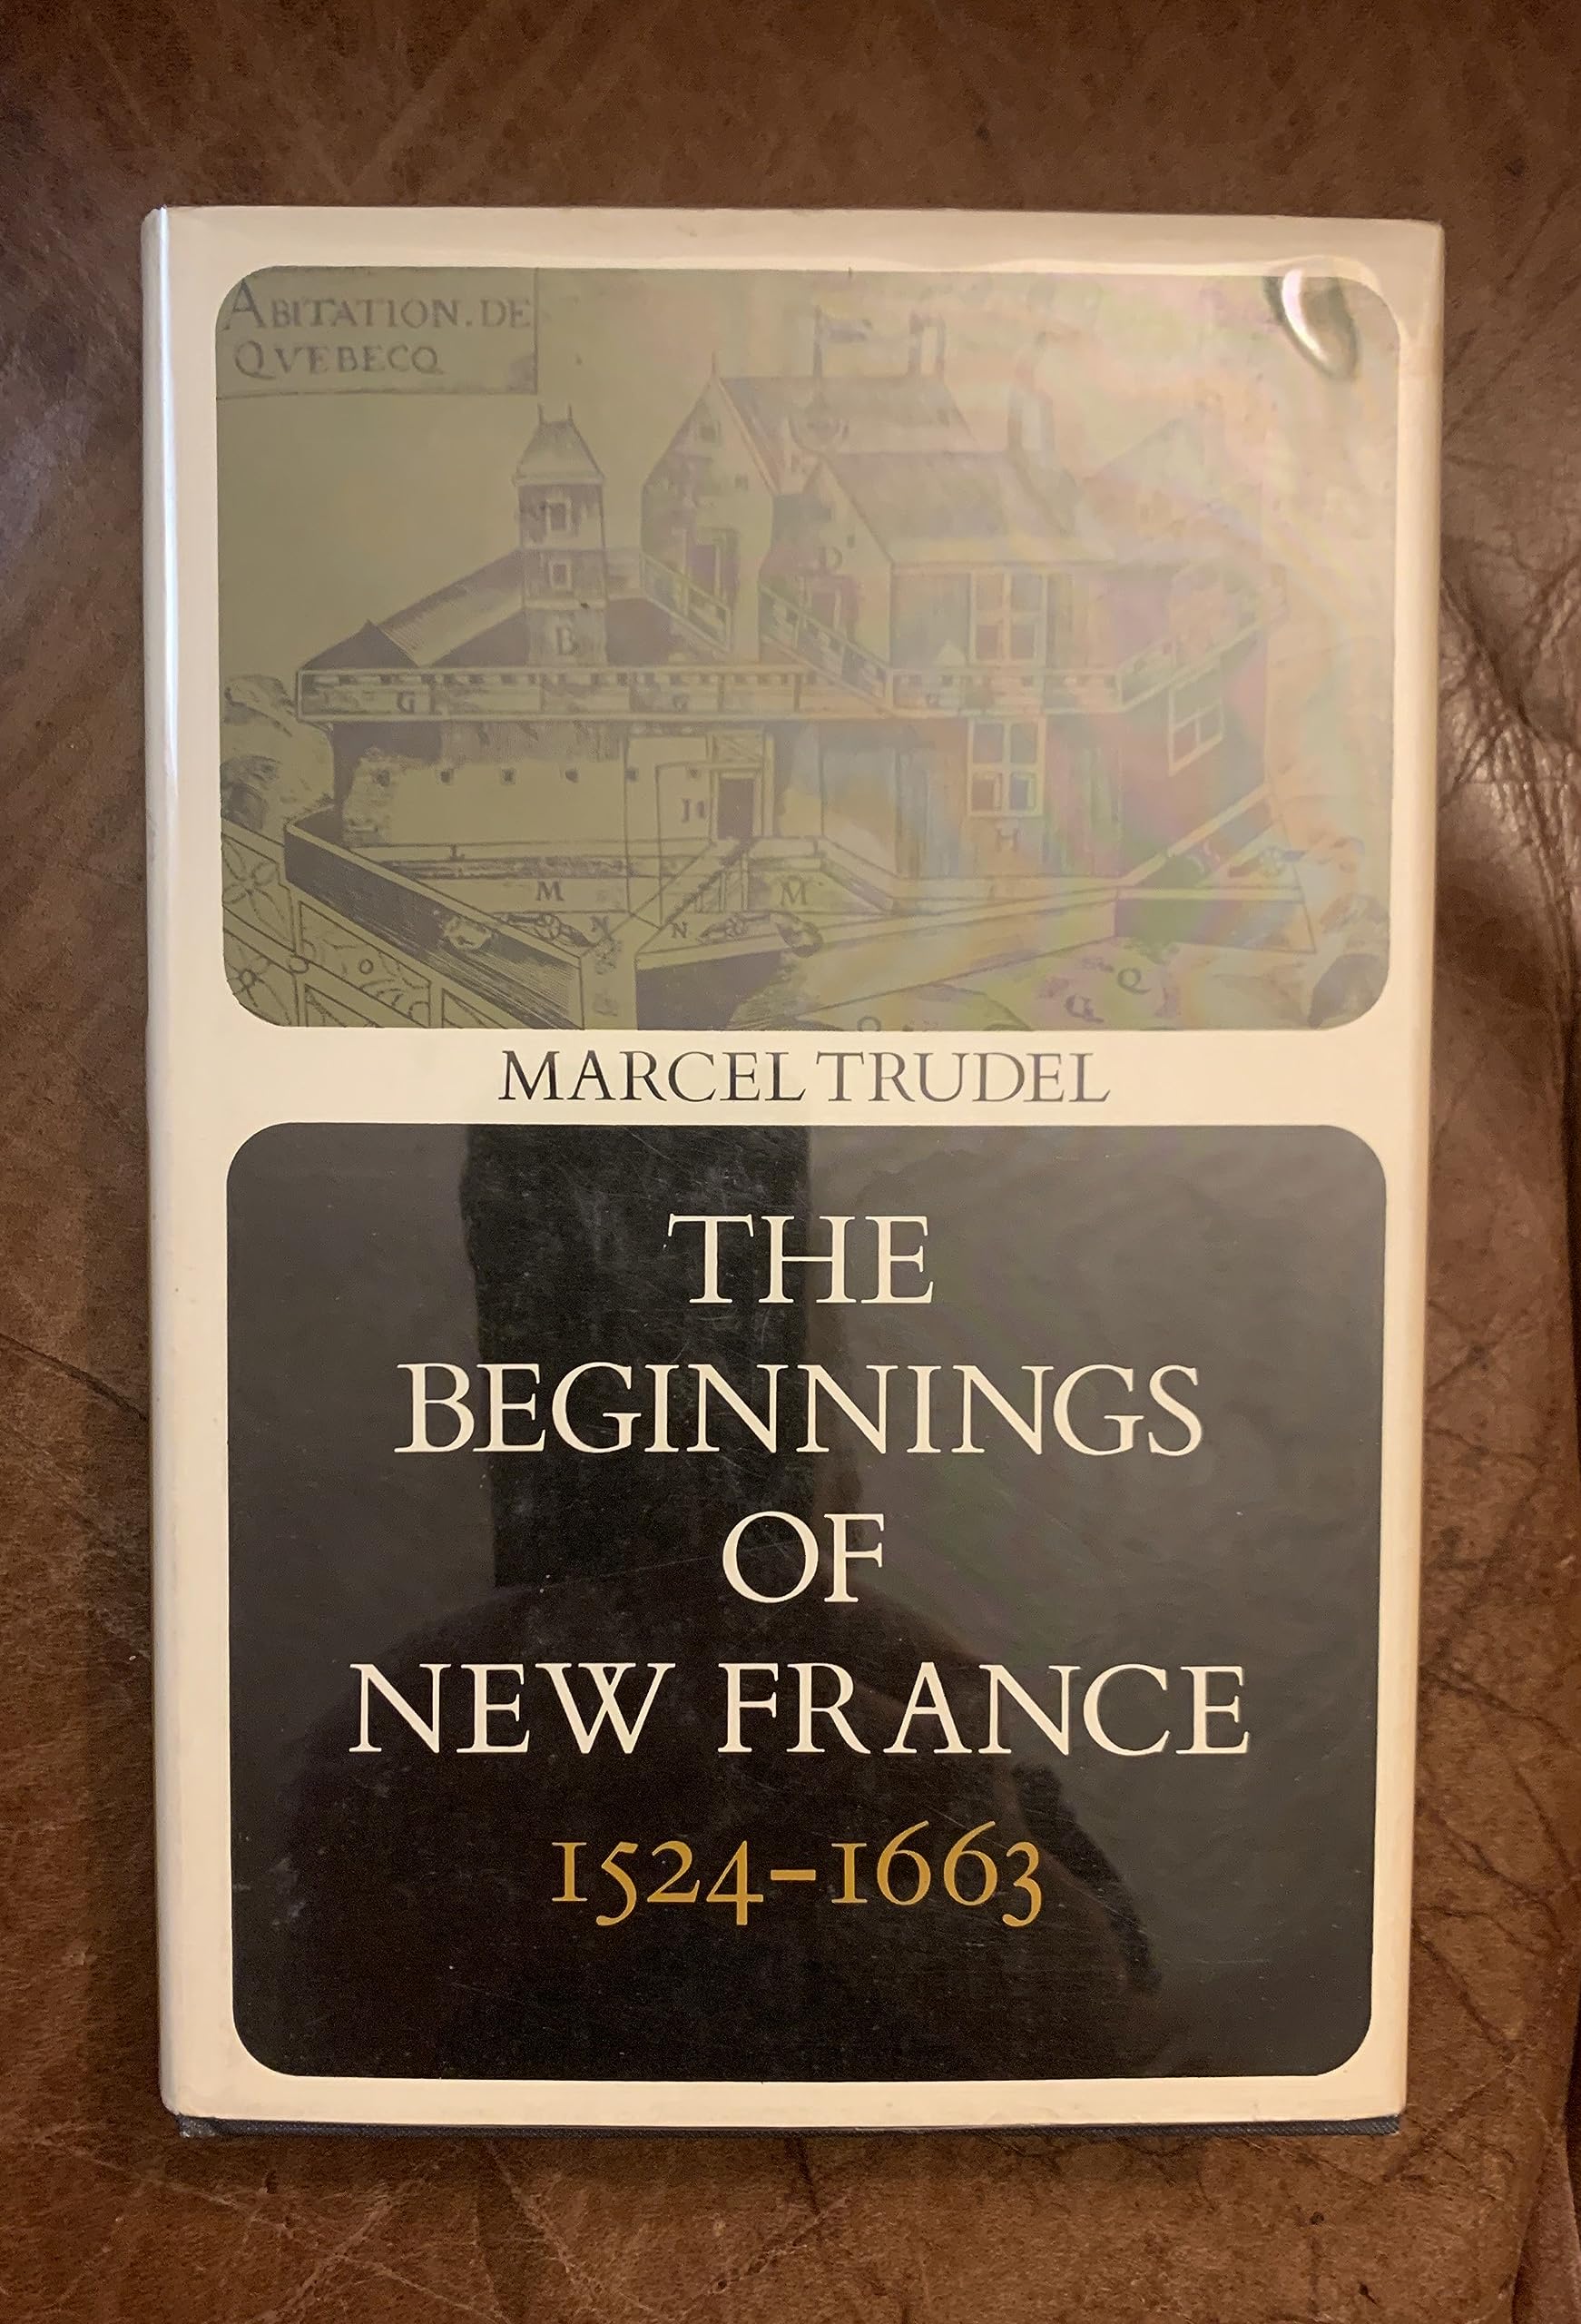 ABITATION. DE
QVEBECQ
N
D
B
G
G
G
H
H
L
M
M
N
N
Q
Q
MARCEL TRUDEL
THE
BEGINNINGS
OF
NEW FRANCE
1524–1663